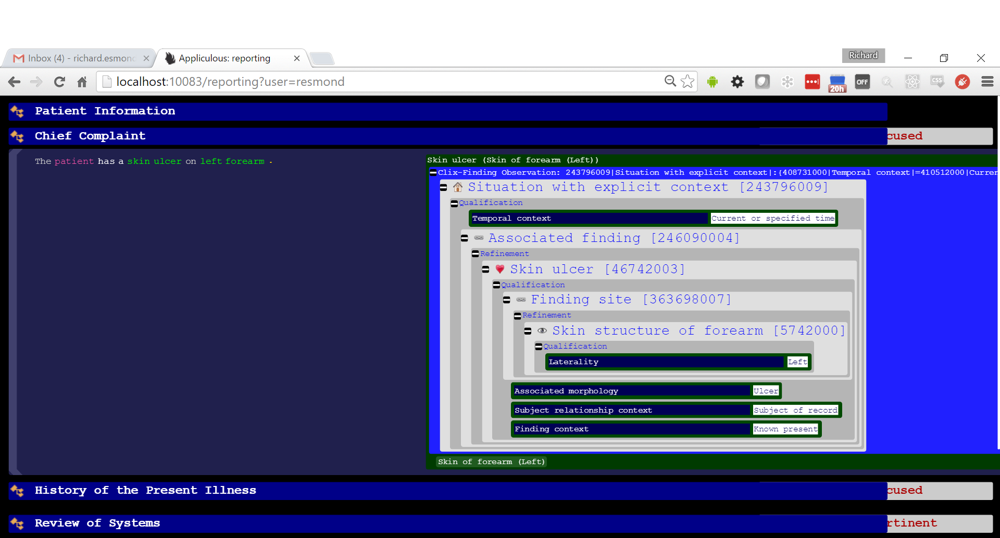 Richard
Inbox (4) - richard.esmond
Appliculous: reporting
localhost:10083/reporting?user=resmond
20h
OFF
CSS
Patient Information
Chief Complaint
cused
The patient has a skin ulcer on left forearm .
Skin ulcer (Skin of forearm (Left))
Clix-Finding Observation: 243796009|Situation with explicit context|:{408731000|Temporal context|=410512000|Curren
Situation with explicit context [243796009]
Qualification
Temporal context Current or specified time
Associated finding [246090004]
Refinement
Skin ulcer [46742003]
Qualification
Finding site [363698007]
Refinement
Skin structure of forearm [5742000]
Qualification
Laterality Left
Associated morphology Ulcer
Subject relationship context Subject of record
Finding context Known present
Skin of forearm (Left)
History of the Present Illness
cused
Review of Systems
rtinent